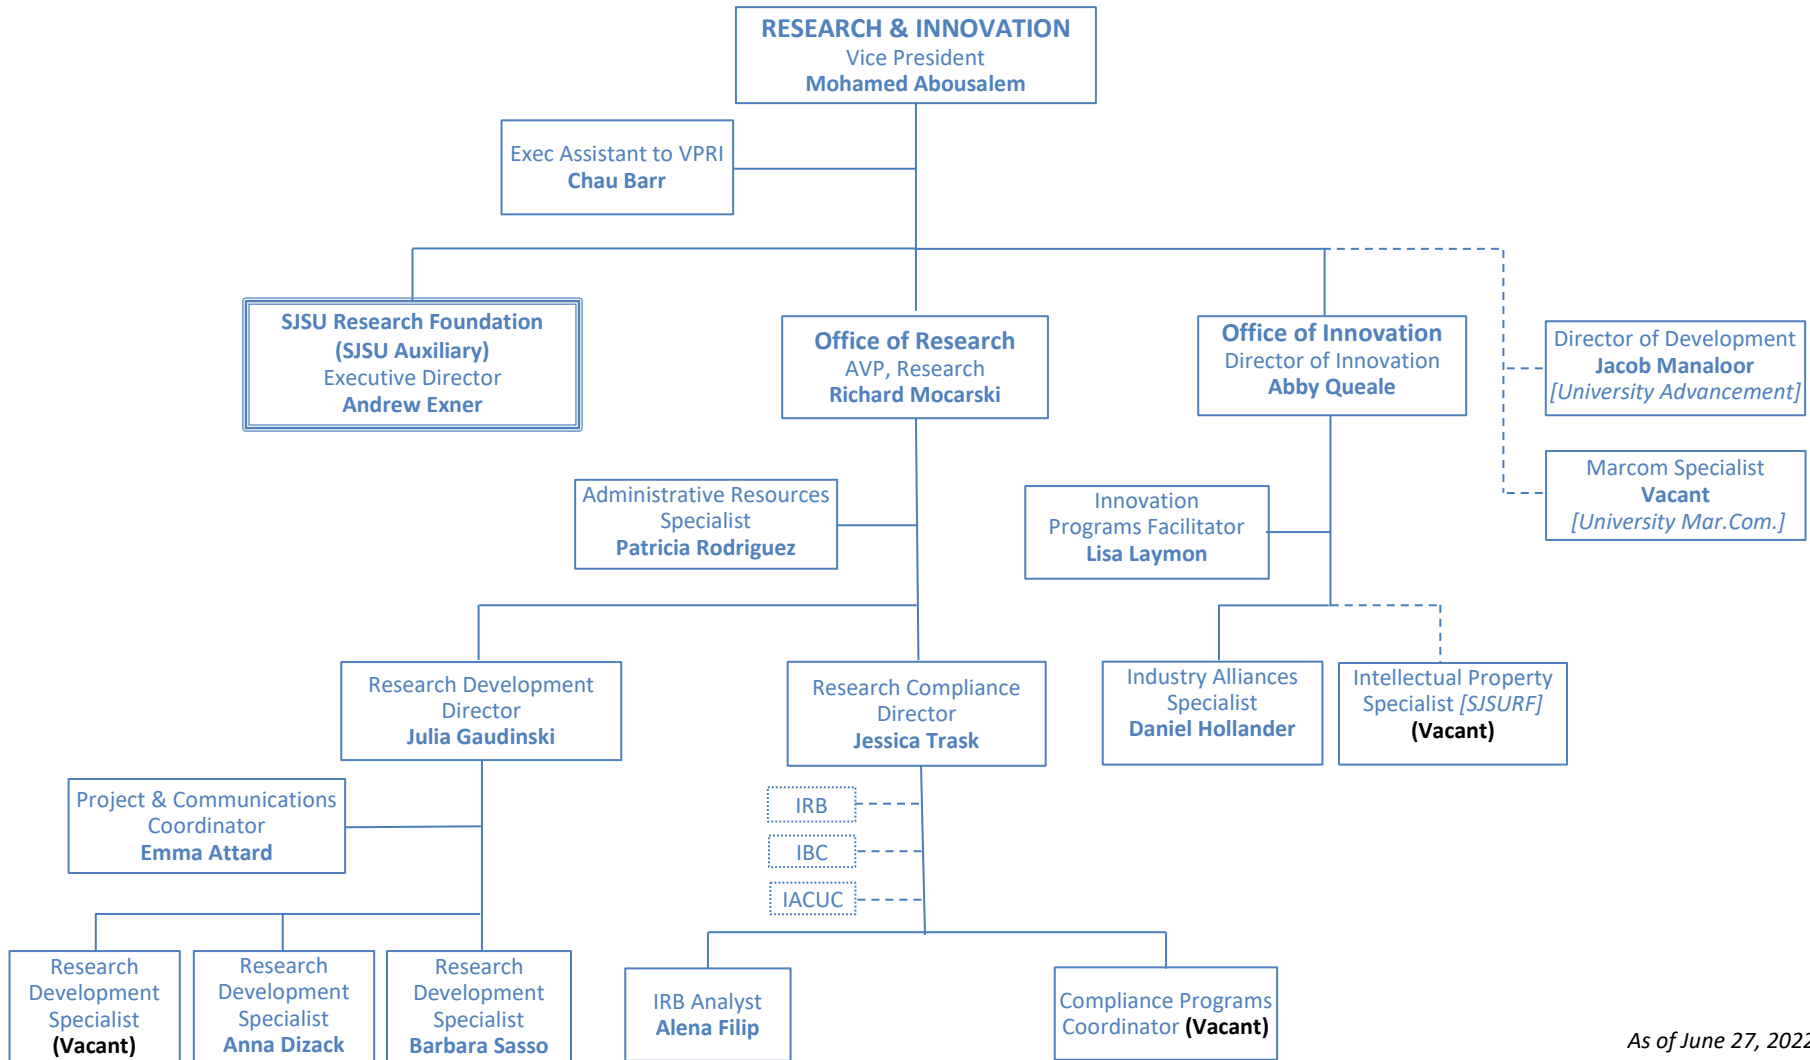 RESEARCH & INNOVATION
Vice President
Mohamed Abousalem
Exec Assistant to VPRI
Chau Barr
SJSU Research Foundation
(SJSU Auxiliary)
Executive Director
Andrew Exner
Office of Research
AVP, Research
Richard Mocarski
Office of Innovation
Director of Innovation
Abby Queale
Director of Development
Jacob Manaloor
[University Advancement]
Marcom Specialist
Vacant
[University Mar.Com.]
Administrative Resources
Specialist
Patricia Rodriguez
Innovation
Programs Facilitator
Lisa Laymon
Research Development
Director
Julia Gaudinski
Research Compliance
Director
Jessica Trask
Industry Alliances
Specialist
Daniel Hollander
Intellectual Property
Specialist [SJSURF]
(Vacant)
Project & Communications
Coordinator
Emma Attard
IRB
IBC
IACUC
Research
Development
Specialist
(Vacant)
Research
Development
Specialist
Anna Dizack
Research
Development
Specialist
Barbara Sasso
IRB Analyst
Alena Filip
Compliance Programs
Coordinator (Vacant)
As of June 27, 2022